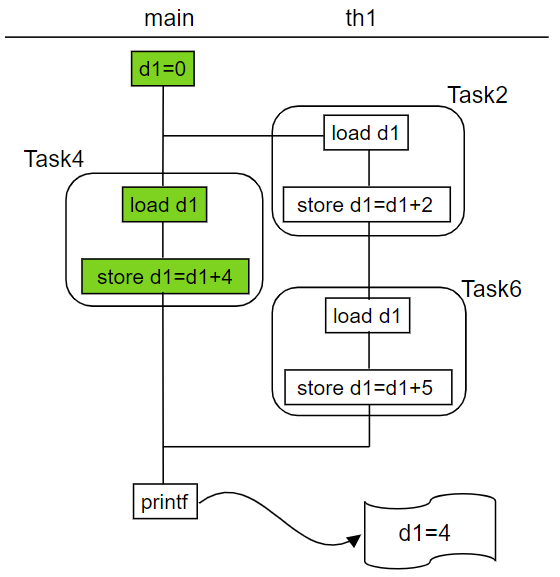 main
th1
d1=0
Task2
load d1
Task4
load d1
store d1=d1+2
store d1=d1+4
Task6
load d1
store d1=d1+5
printf
d1=4